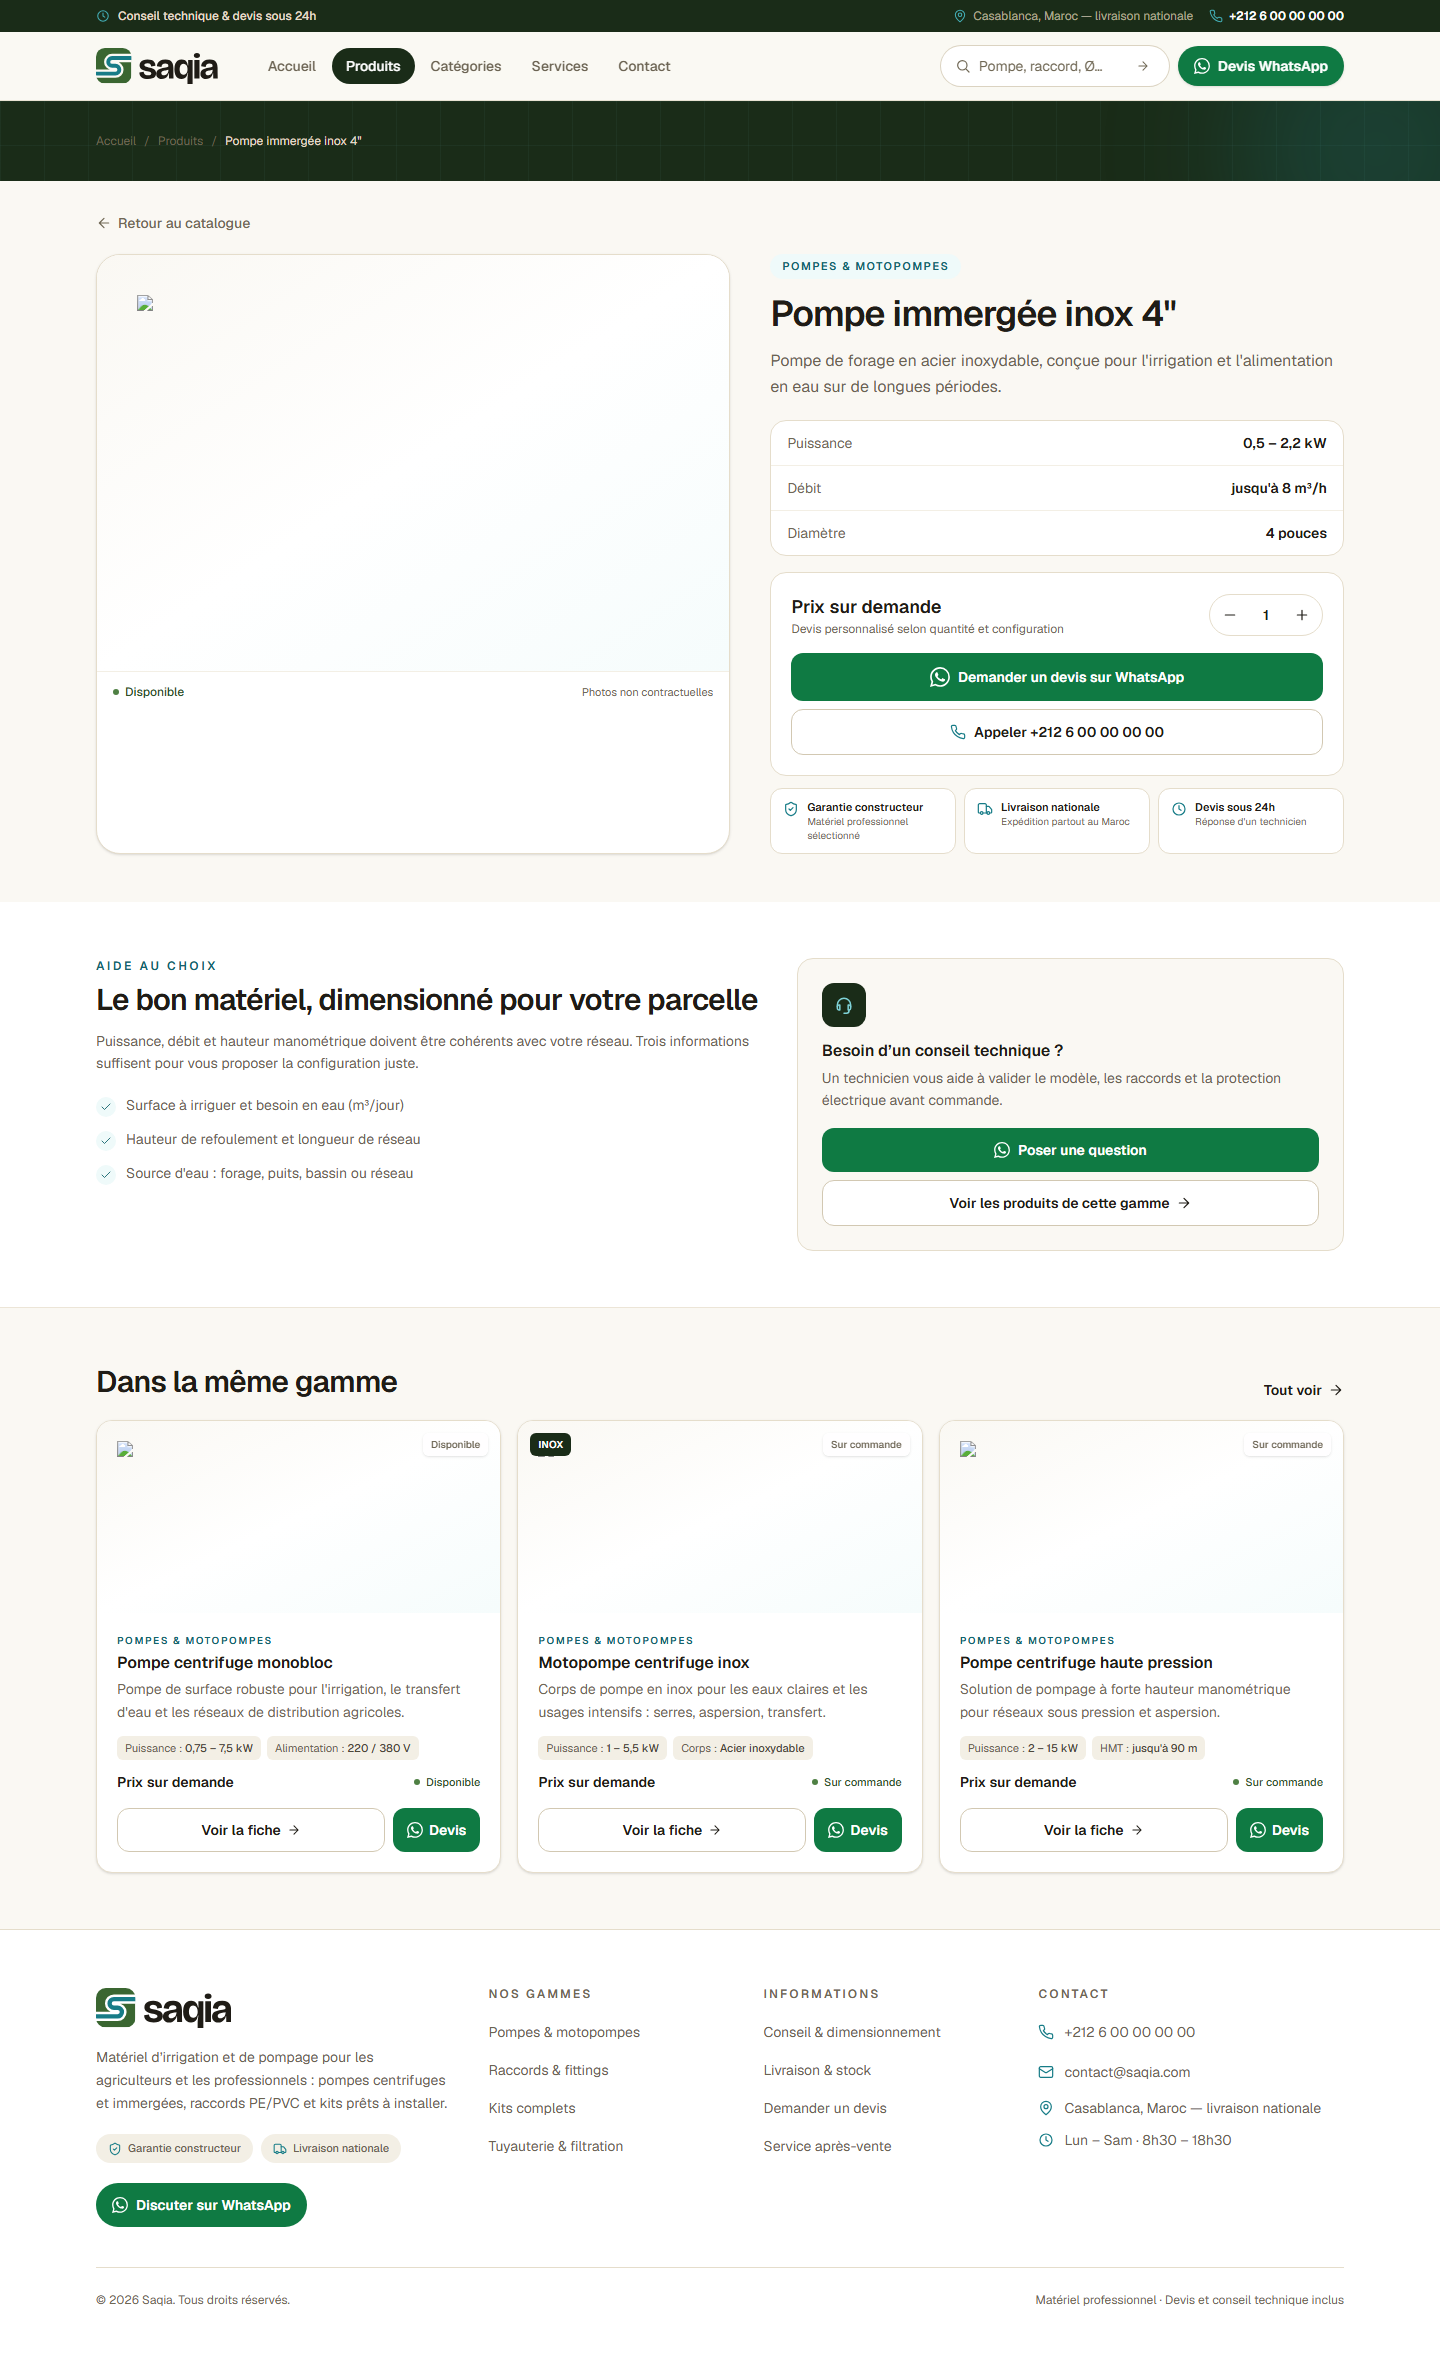 Conseil technique & devis sous 24h
Casablanca, Maroc — livraison nationale
+212 6 00 00 00 00
saqia
Accueil
Produits
Catégories
Services
Contact
Pompe, raccord, Ø...
Devis WhatsApp
Accueil / Produits / Pompe immergée inox 4"
Retour au catalogue
Disponible
Photos non contractuelles
POMPES & MOTOPOMPES
Pompe immergée inox 4"
Pompe de forage en acier inoxydable, conçue pour l'irrigation et l'alimentation
en eau sur de longues périodes.
Puissance
0,5 – 2,2 kW
Débit
jusqu'à 8 m³/h
Diamètre
4 pouces
Prix sur demande
Devis personnalisé selon quantité et configuration
1
Demander un devis sur WhatsApp
Appeler +212 6 00 00 00 00
Garantie constructeur
Matériel professionnel
sélectionné
Livraison nationale
Expédition partout au Maroc
Devis sous 24h
Réponse d'un technicien
AIDE AU CHOIX
Le bon matériel, dimensionné pour votre parcelle
Puissance, débit et hauteur manométrique doivent être cohérents avec votre réseau. Trois informations
suffisent pour vous proposer la configuration juste.
Surface à irriguer et besoin en eau (m³/jour)
Hauteur de refoulement et longueur de réseau
Source d'eau : forage, puits, bassin ou réseau
Besoin d’un conseil technique ?
Un technicien vous aide à valider le modèle, les raccords et la protection
électrique avant commande.
Poser une question
Voir les produits de cette gamme
Dans la même gamme
Tout voir
Disponible
POMPES & MOTOPOMPES
Pompe centrifuge monobloc
Pompe de surface robuste pour l'irrigation, le transfert
d'eau et les réseaux de distribution agricoles.
Puissance : 0,75 – 7,5 kW
Alimentation : 220 / 380 V
Prix sur demande
Disponible
Voir la fiche
Devis
INOX
Sur commande
POMPES & MOTOPOMPES
Motopompe centrifuge inox
Corps de pompe en inox pour les eaux claires et les
usages intensifs : serres, aspersion, transfert.
Puissance : 1 – 5,5 kW
Corps : Acier inoxydable
Prix sur demande
Sur commande
Voir la fiche
Devis
Sur commande
POMPES & MOTOPOMPES
Pompe centrifuge haute pression
Solution de pompage à forte hauteur manométrique
pour réseaux sous pression et aspersion.
Puissance : 2 – 15 kW
HMT : jusqu'à 90 m
Prix sur demande
Sur commande
Voir la fiche
Devis
saqia
Matériel d'irrigation et de pompage pour les
agriculteurs et les professionnels : pompes centrifuges
et immergées, raccords PE/PVC et kits prêts à installer.
Garantie constructeur
Livraison nationale
Discuter sur WhatsApp
NOS GAMMES
Pompes & motopompes
Raccords & fittings
Kits complets
Tuyauterie & filtration
INFORMATIONS
Conseil & dimensionnement
Livraison & stock
Demander un devis
Service après-vente
CONTACT
+212 6 00 00 00 00
contact@saqia.com
Casablanca, Maroc — livraison nationale
Lun – Sam · 8h30 – 18h30
© 2026 Saqia. Tous droits réservés.
Matériel professionnel · Devis et conseil technique inclus